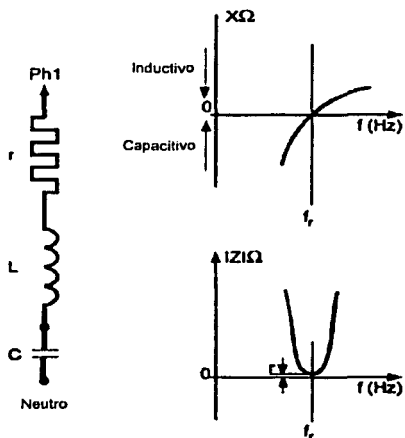 Ph1
r
L
C
Neutro
XΩ
Inductivo
0
Capacitivo
f (Hz)
fr
IZIΩ
r
0
f (Hz)
fr